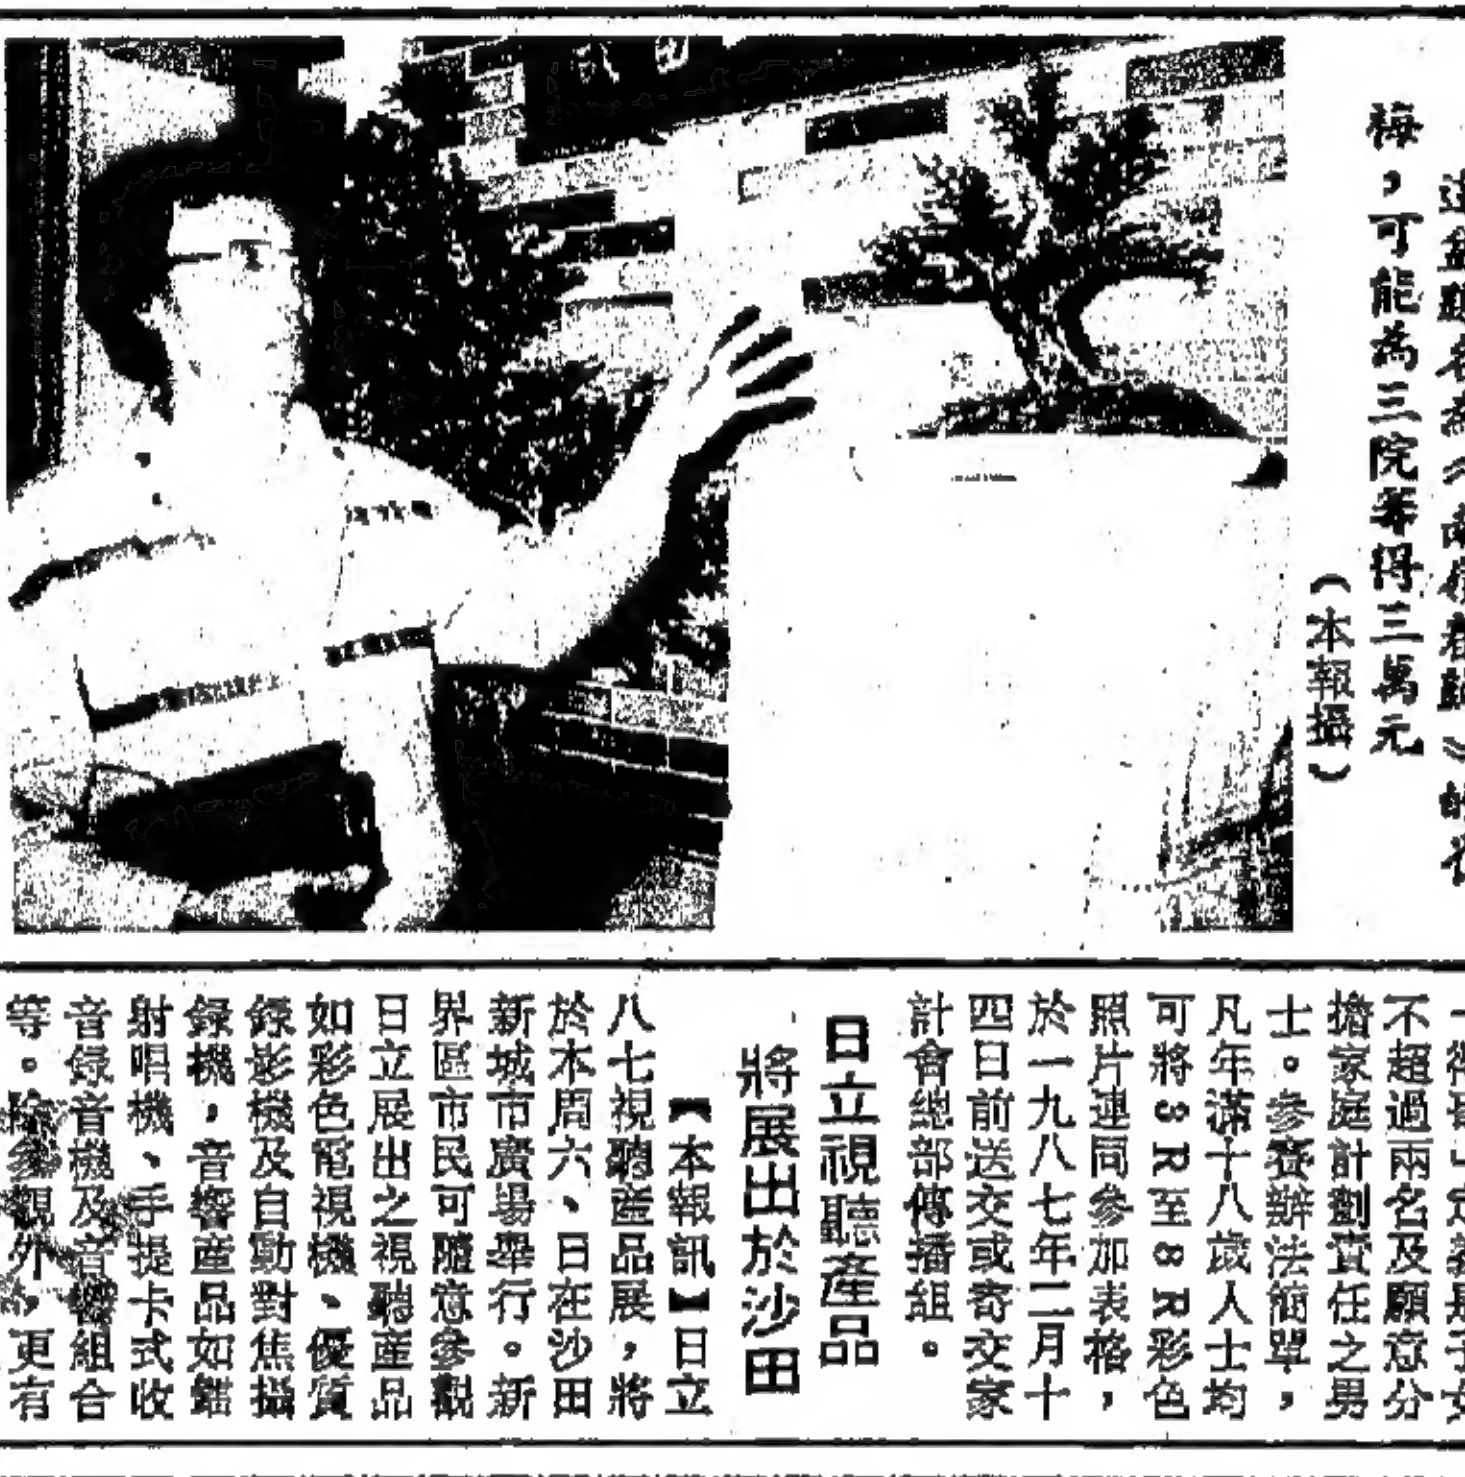 梅，可能為三院籌得三萬元
（本報攝）
不超過兩名及願意分
擔家庭計劃責任之男
士。參賽辦法簡單，
凡年滿十八歲人士均
可將3R至8R彩色
照片連同參加表格，
於一九八七年二月十
四日前送交或寄交家
計會總部傳播組。
日立視聽產品
將展出於沙田
【本報訊】日立
八七視聽產品展，將
於本周六、日在沙田
新城市廣場舉行。新
界區市民可隨意參觀
日立展出之視聽產品
如彩色電視機、優質
錄影機及自動對焦攝
錄機，音響產品如鐳
射唱機、手提卡式收
音錄音機及音響組合
等。除參觀外，更有